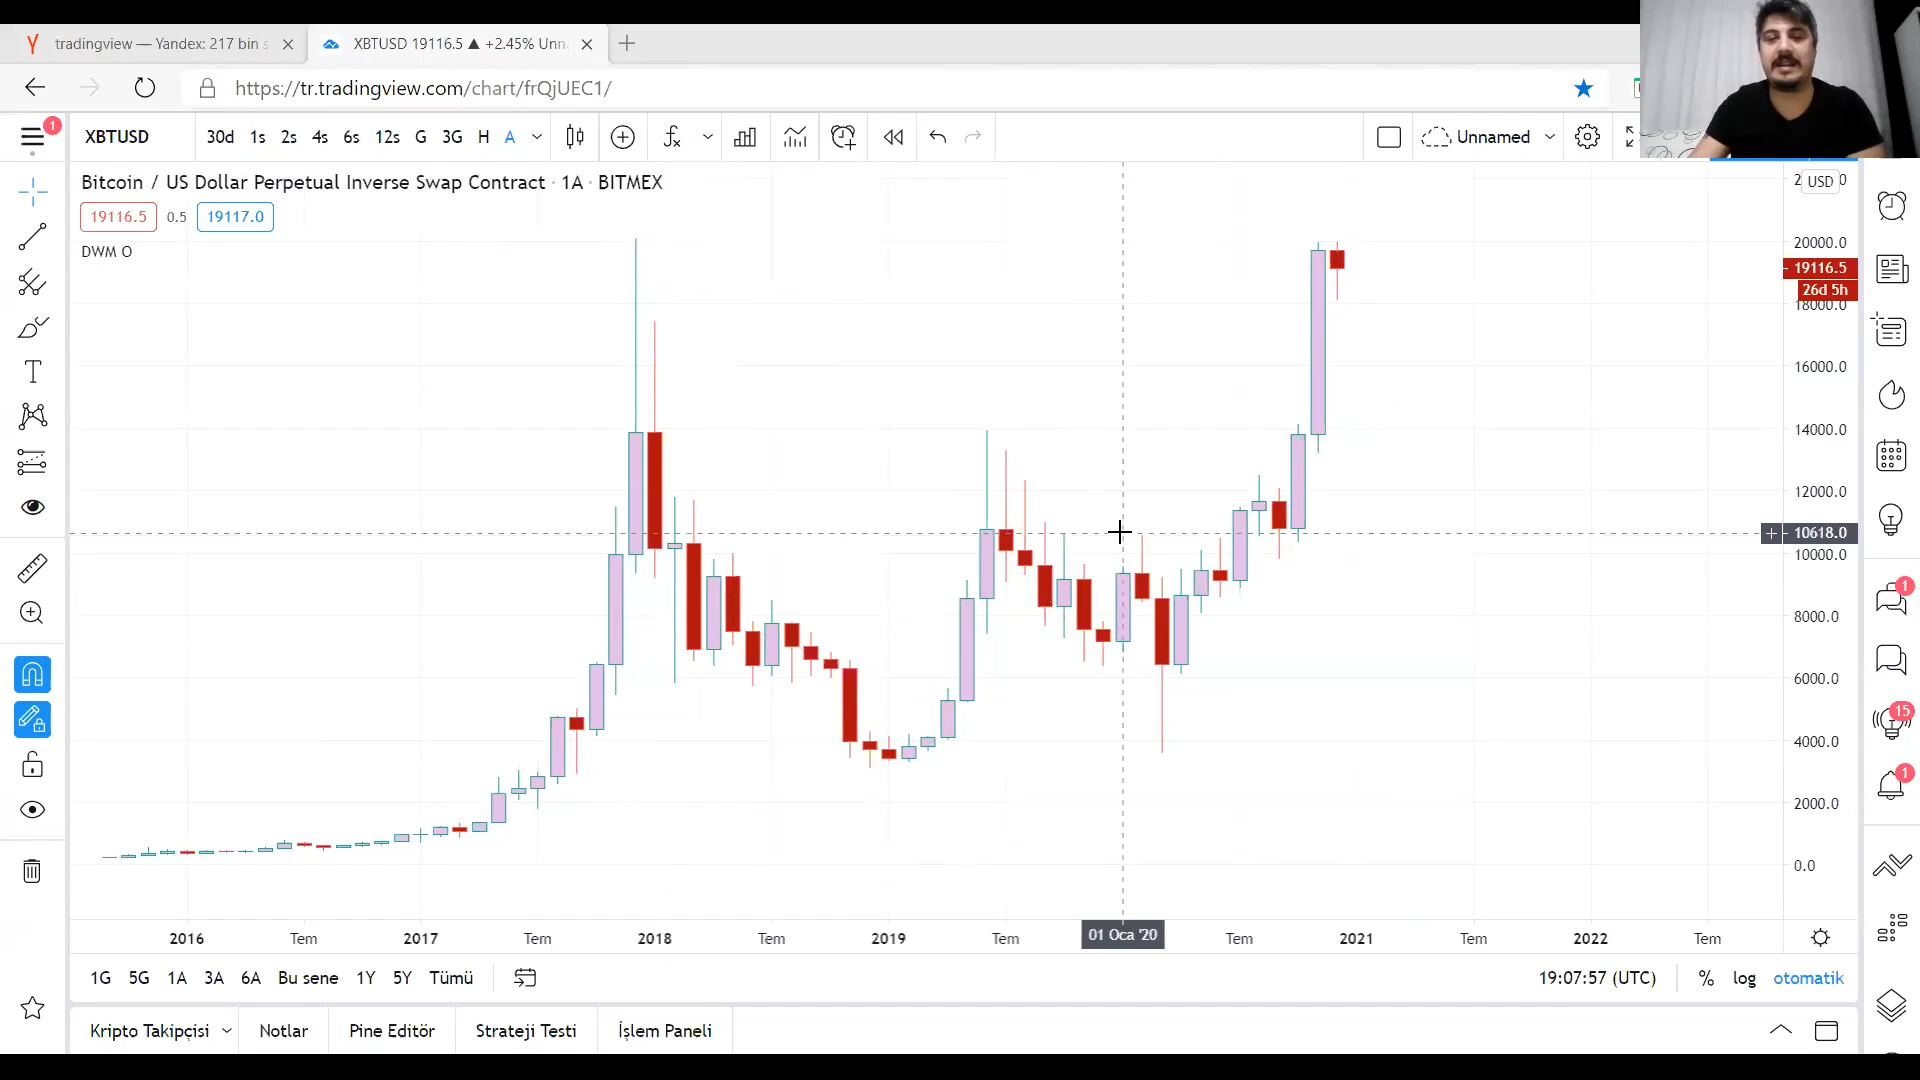 tradingview — Yandex: 217 bin
XBTUSD 19116.5 ▲ +2.45% Unn
https://tr.tradingview.com/chart/frQjUEC1/
1
XBTUSD 30d 1s 2s 4s 6s 12s G 3G H A
Unnamed
Bitcoin / US Dollar Perpetual Inverse Swap Contract · 1A · BITMEX
19116.5 0.5 19117.0
DWM O
USD
20000.0
19116.5
26d 5h
18000.0
16000.0
14000.0
12000.0
10618.0
10000.0
8000.0
6000.0
4000.0
2000.0
0.0
1
15
1
2016 Tem 2017 Tem 2018 Tem 2019 Tem 01 Oca '20 Tem 2021 Tem 2022 Tem
1G 5G 1A 3A 6A Bu sene 1Y 5Y Tümü
19:07:57 (UTC) % log otomatik
Kripto Takipçisi Notlar Pine Editör Strateji Testi İşlem Paneli